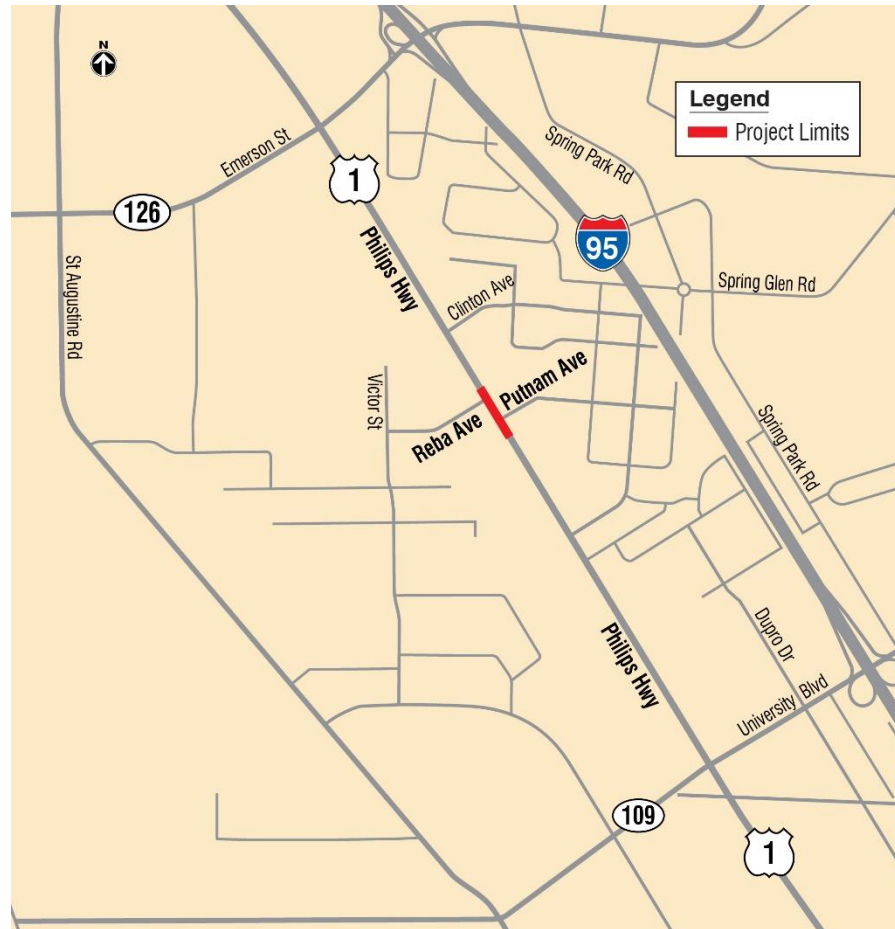 N
Legend
Project Limits
Emerson St
126
1
Spring Park Rd
95
Spring Glen Rd
St Augustine Rd
Philips Hwy
Clinton Ave
Victor St
Reba Ave
Putnam Ave
Spring Park Rd
Philips Hwy
Dupro Dr
University Blvd
109
1